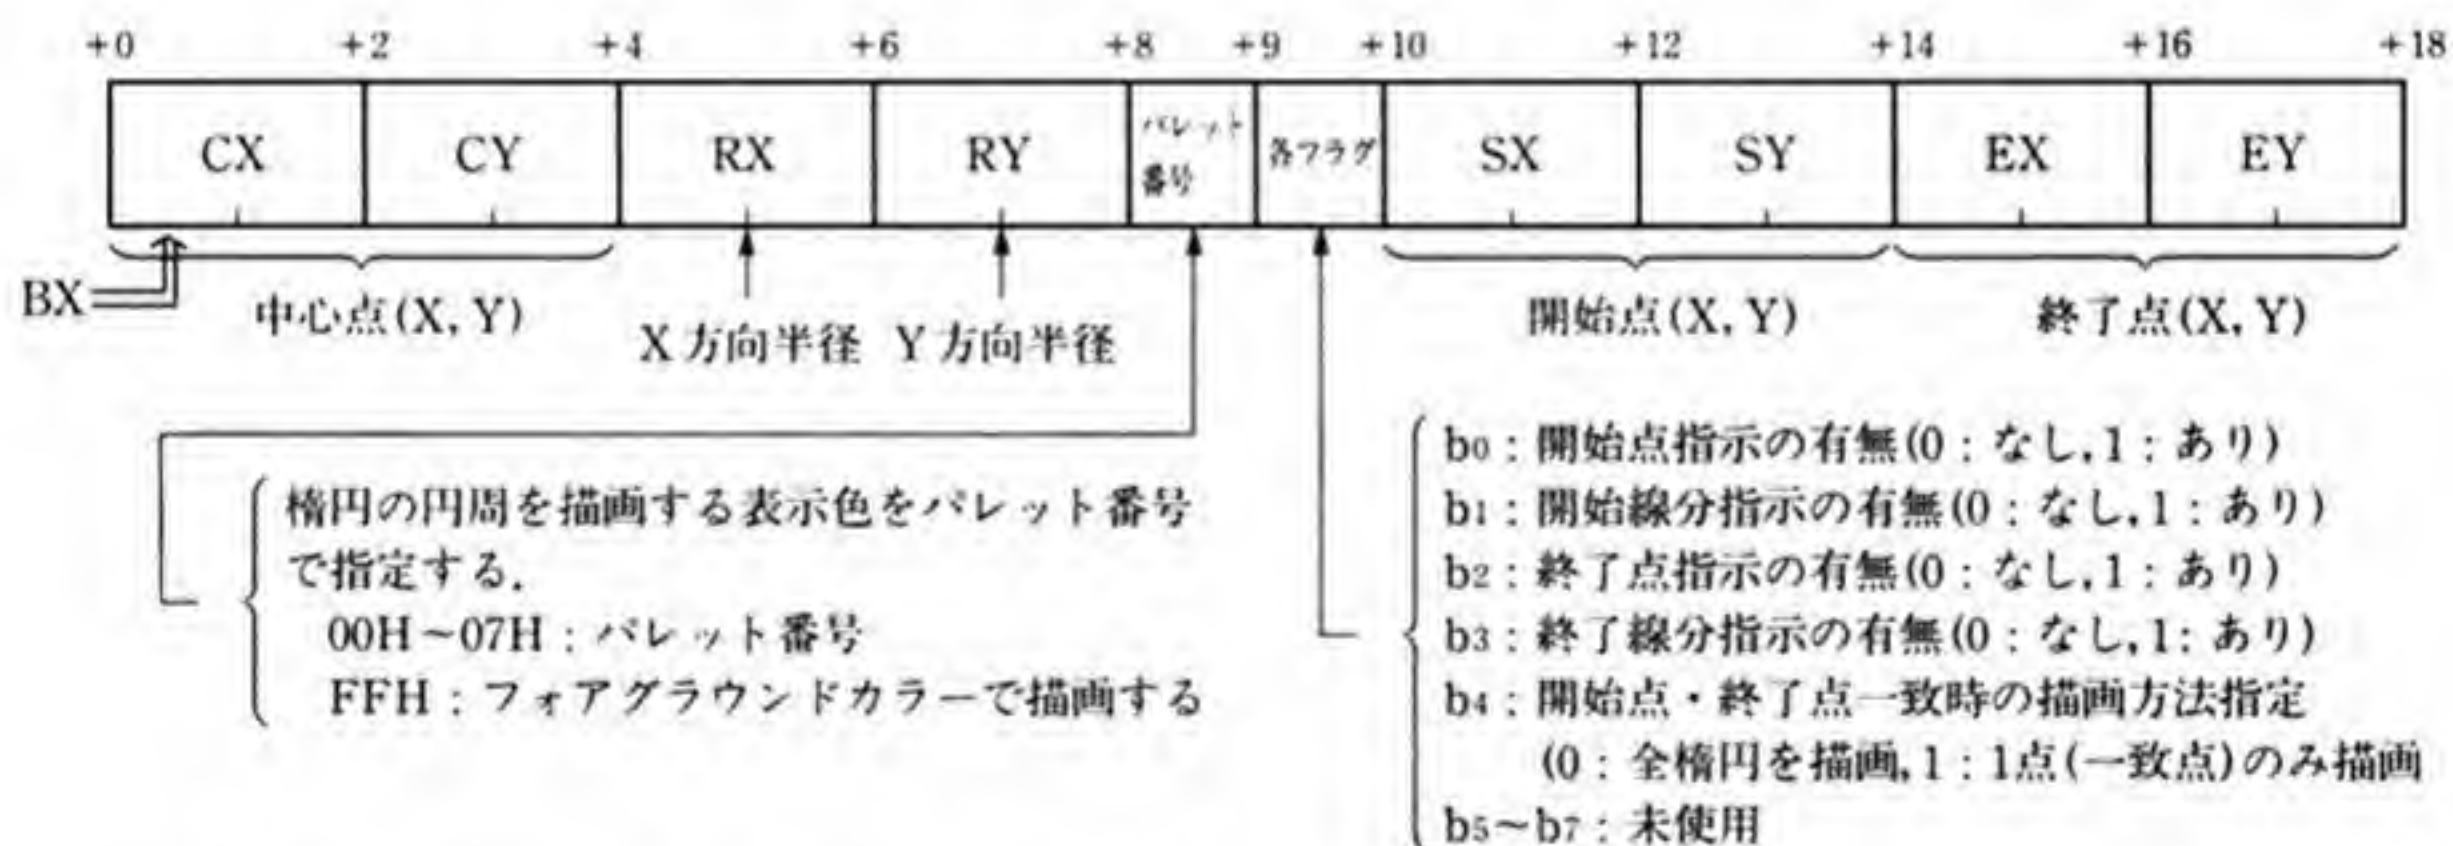 +0 +2 +4 +6 +8 +9 +10 +12 +14 +16 +18
CX CY RX RY パレット番号 各フラグ SX SY EX EY
BX
中心点(X, Y)
X方向半径 Y方向半径
開始点(X, Y)
終了点(X, Y)
楕円の円周を描画する表示色をパレット番号
で指定する.
00H~07H : パレット番号
FFH : フォアグラウンドカラーで描画する
b0 : 開始点指示の有無(0 : なし, 1 : あり)
b1 : 開始線分指示の有無(0 : なし, 1 : あり)
b2 : 終了点指示の有無(0 : なし, 1 : あり)
b3 : 終了線分指示の有無(0 : なし, 1: あり)
b4 : 開始点・終了点一致時の描画方法指定
(0 : 全楕円を描画, 1 : 1点(一致点)のみ描画
b5~b7 : 未使用